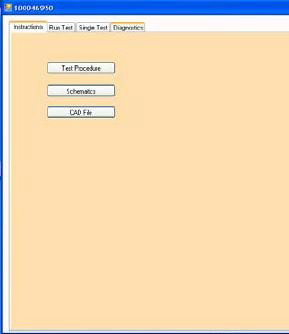 100046950
Instructions Run Test Single Test Diagnostics
Test Procedure
Schematics
CAD File